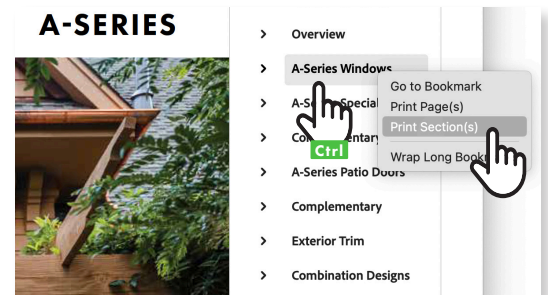 A-SERIES
Overview
A-Series Windows
Go to Bookmark
Print Page(s)
Print Section(s)
Wrap Long
Ctrl
A-Series Patio Doors
Complementary
Exterior Trim
Combination Designs